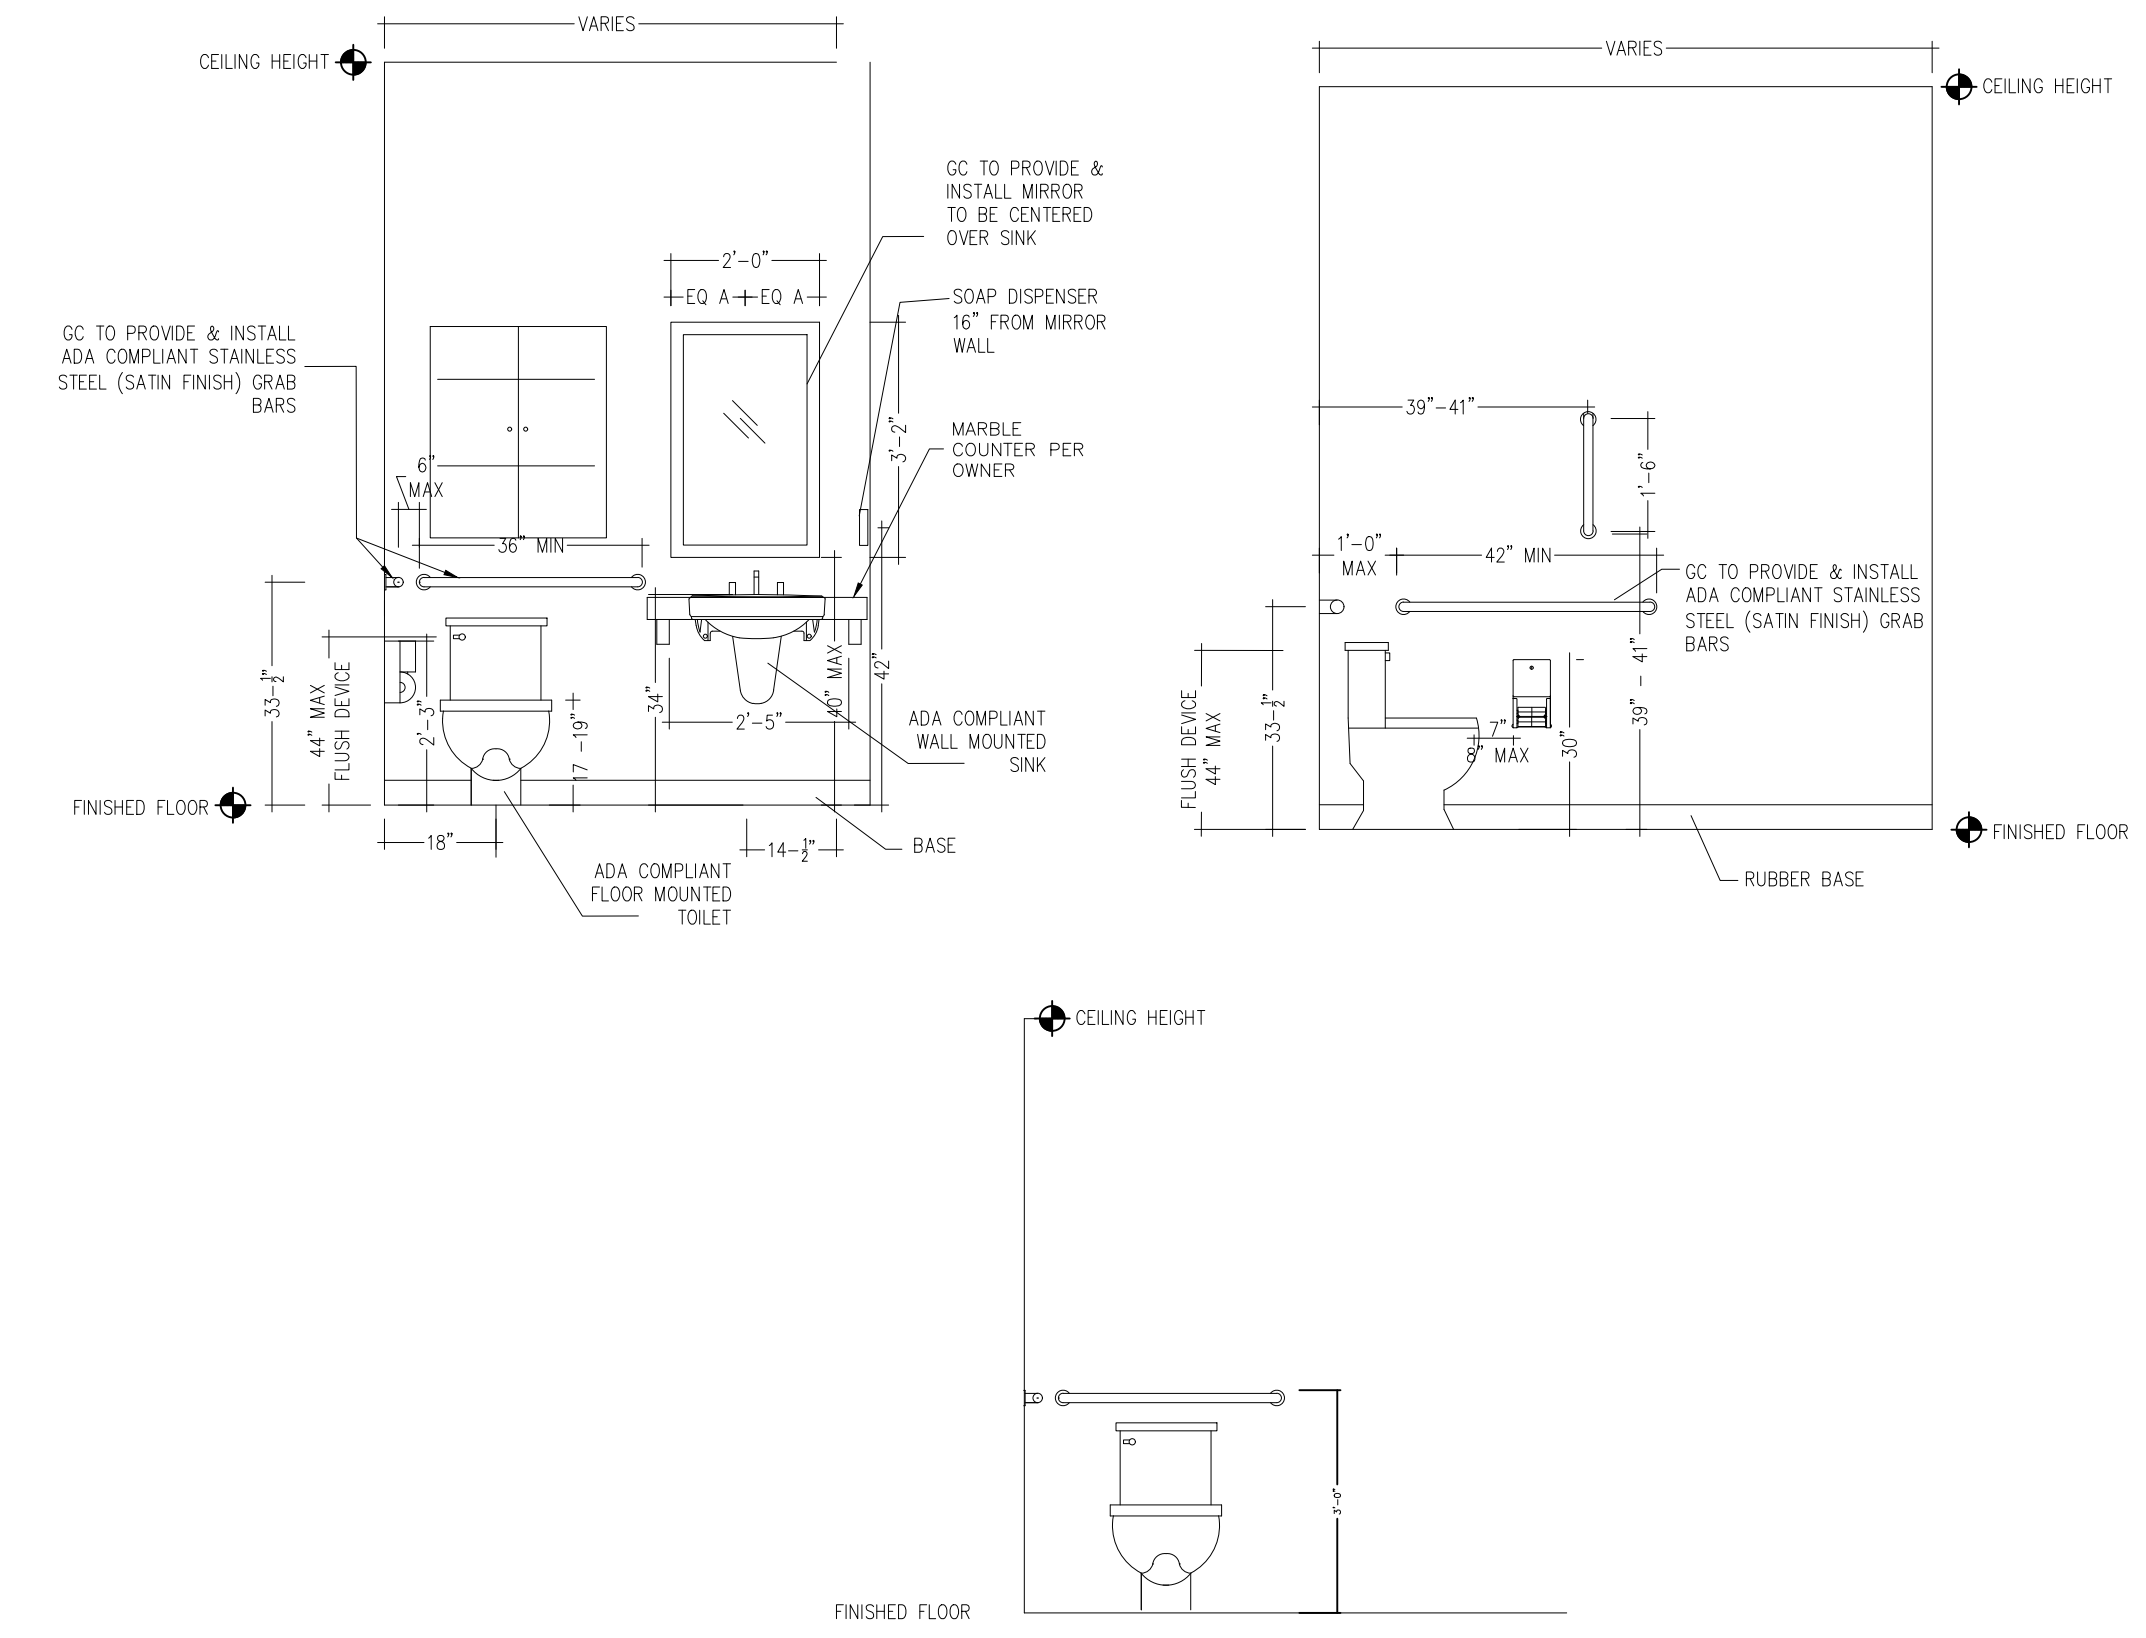 VARIES
CEILING HEIGHT
GC TO PROVIDE &
INSTALL MIRROR
TO BE CENTERED
OVER SINK
2'-0"
EQ A
EQ A
SOAP DISPENSER
16" FROM MIRROR
WALL
GC TO PROVIDE & INSTALL
ADA COMPLIANT STAINLESS
STEEL (SATIN FINISH) GRAB
BARS
3'-2"
MARBLE
COUNTER PER
OWNER
6"
MAX
36" MIN
33-1/2"
44" MAX
FLUSH DEVICE
2'-3"
17 -19"
34"
2'-5"
40" MAX
42"
ADA COMPLIANT
WALL MOUNTED
SINK
FINISHED FLOOR
18"
14-1/2"
BASE
ADA COMPLIANT
FLOOR MOUNTED
TOILET
VARIES
CEILING HEIGHT
39"-41"
1'-6"
1'-0"
MAX
42" MIN
GC TO PROVIDE & INSTALL
ADA COMPLIANT STAINLESS
STEEL (SATIN FINISH) GRAB
BARS
FLUSH DEVICE
44" MAX
33-1/2"
7"
8" MAX
30"
39" - 41"
FINISHED FLOOR
RUBBER BASE
CEILING HEIGHT
3'-0"
FINISHED FLOOR